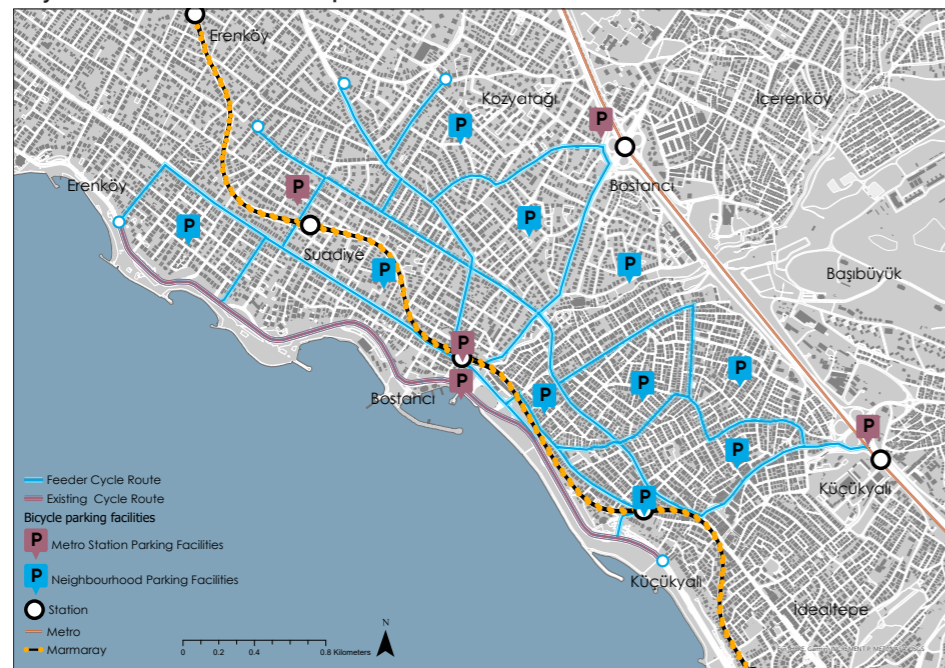 Erenköy
Kozyatağı
İçerenköy
P
P
Bostancı
Erenköy
P
P
P
Suadiye
P
P
Başıbüyük
P
P
Bostancı
P
P
P
P
P
Küçükyalı
P
Feeder Cycle Route
Existing Cycle Route
Bicycle parking facilities
P Metro Station Parking Facilities
P Neighbourhood Parking Facilities
Station
Metro
Marmaray
Küçükyalı
İdealtepe
N
0 0.2 0.4 0.8 Kilometers